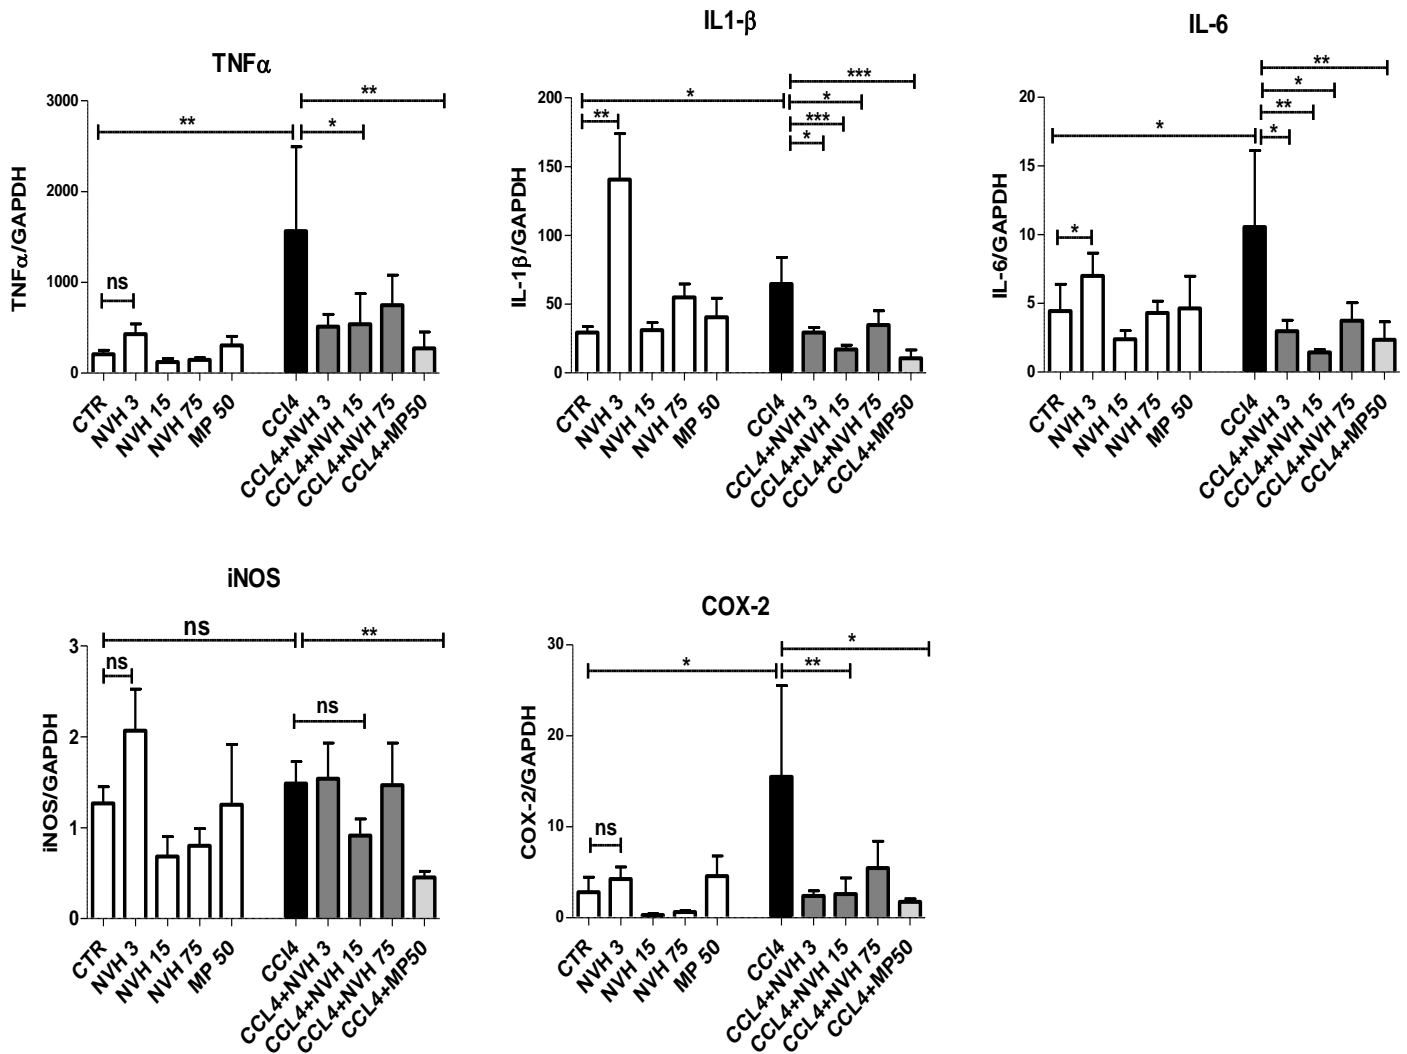 TNFα
TNFα/GAPDH
3000
2000
1000
0
**
**
*
ns
CTR
NVH 3
NVH 15
NVH 75
MP 50
CCl4
CCL4+NVH 3
CCL4+NVH 15
CCL4+NVH 75
CCL4+MP50
IL1-β
IL-1β/GAPDH
200
150
100
50
0
***
*
*
**
***
*
CTR
NVH 3
NVH 15
NVH 75
MP 50
CCl4
CCL4+NVH 3
CCL4+NVH 15
CCL4+NVH 75
CCL4+MP50
IL-6
IL-6/GAPDH
20
15
10
5
0
**
*
**
*
*
*
CTR
NVH 3
NVH 15
NVH 75
MP 50
CCl4
CCL4+NVH 3
CCL4+NVH 15
CCL4+NVH 75
CCL4+MP50
iNOS
iNOS/GAPDH
3
2
1
0
ns
**
ns
ns
CTR
NVH 3
NVH 15
NVH 75
MP 50
CCl4
CCL4+NVH 3
CCL4+NVH 15
CCL4+NVH 75
CCL4+MP50
COX-2
COX-2/GAPDH
30
20
10
0
*
*
**
ns
CTR
NVH 3
NVH 15
NVH 75
MP 50
CCl4
CCL4+NVH 3
CCL4+NVH 15
CCL4+NVH 75
CCL4+MP50